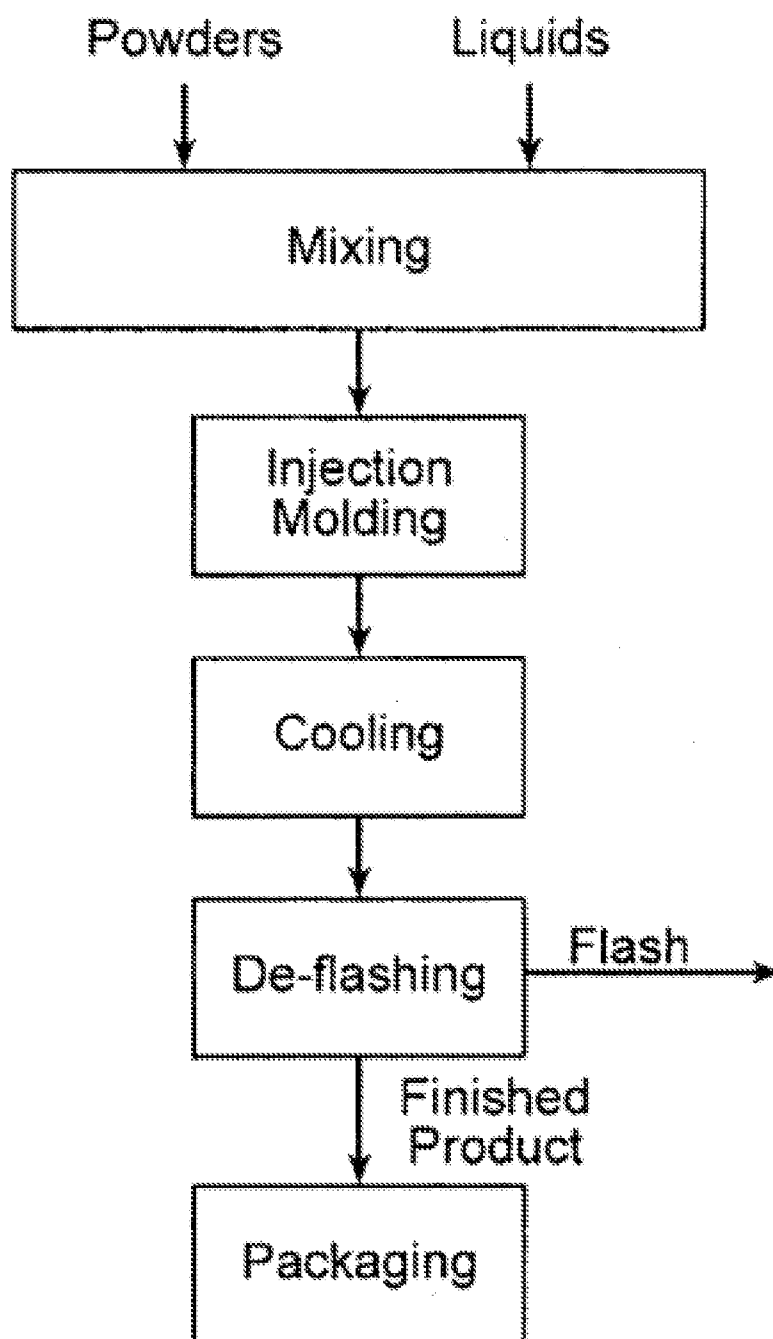 Powders
Liquids
Mixing
Injection
Molding
Cooling
De-flashing
Flash
Finished
Product
Packaging